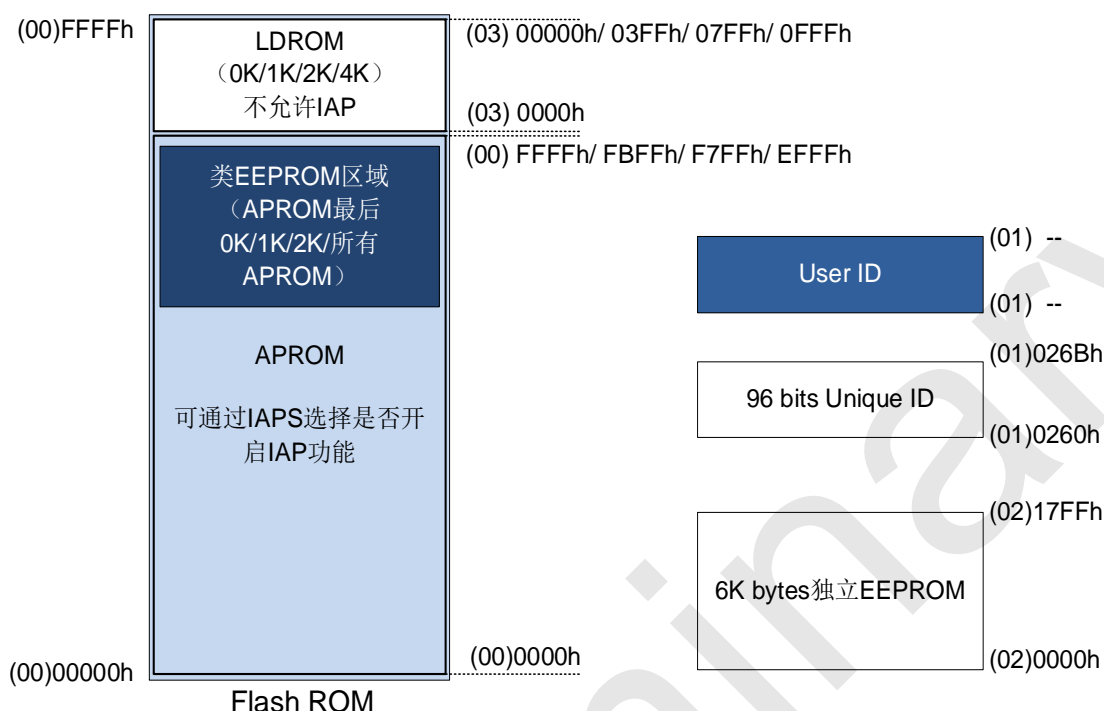 (00)FFFFh
LDROM
（0K/1K/2K/4K）
不允许IAP
(03) 00000h/ 03FFh/ 07FFh/ 0FFFh
(03) 0000h
(00) FFFFh/ FBFFh/ F7FFh/ EFFFh
类EEPROM区域
（APROM最后
0K/1K/2K/所有
APROM）
APROM
可通过IAPS选择是否开
启IAP功能
(00)0000h
(00)00000h
Flash ROM
(01) --
User ID
(01) --
(01)026Bh
96 bits Unique ID
(01)0260h
(02)17FFh
6K bytes独立EEPROM
(02)0000h